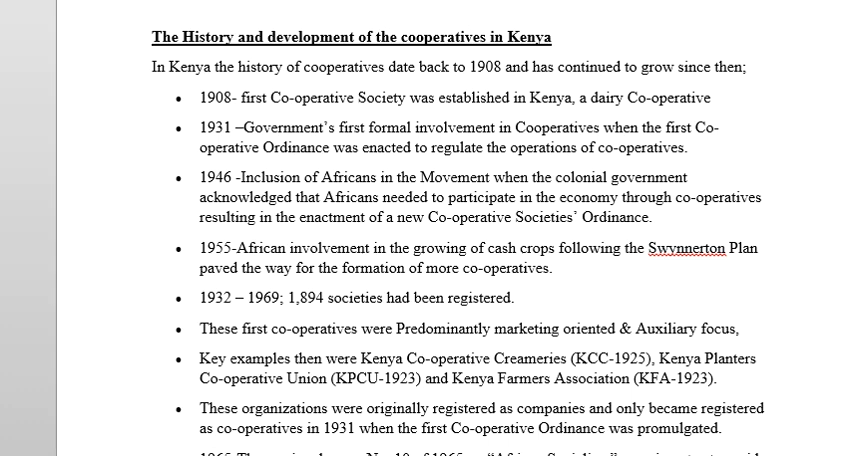 The History and development of the cooperatives in Kenya
In Kenya the history of cooperatives date back to 1908 and has continued to grow since then;
• 1908- first Co-operative Society was established in Kenya, a dairy Co-operative
• 1931 –Government’s first formal involvement in Cooperatives when the first Co-
operative Ordinance was enacted to regulate the operations of co-operatives.
• 1946 -Inclusion of Africans in the Movement when the colonial government
acknowledged that Africans needed to participate in the economy through co-operatives
resulting in the enactment of a new Co-operative Societies’ Ordinance.
• 1955-African involvement in the growing of cash crops following the Swynnerton Plan
paved the way for the formation of more co-operatives.
• 1932 – 1969; 1,894 societies had been registered.
• These first co-operatives were Predominantly marketing oriented & Auxiliary focus,
• Key examples then were Kenya Co-operative Creameries (KCC-1925), Kenya Planters
Co-operative Union (KPCU-1923) and Kenya Farmers Association (KFA-1923).
• These organizations were originally registered as companies and only became registered
as co-operatives in 1931 when the first Co-operative Ordinance was promulgated.